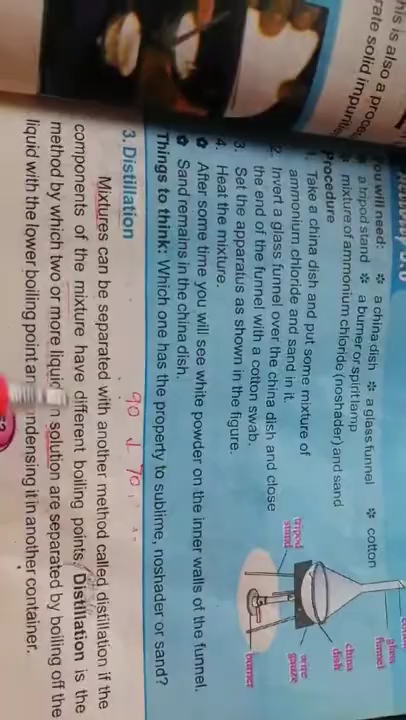 his is also a proce
rate solid impuri
you will need: ✽ a china dish ✽ a glass funnel ✽ cotton
a tripod stand ✽ a burner or spirit lamp
mixture of ammonium chloride (noshader) and sand
Procedure
1. Take a china dish and put some mixture of
ammonium chloride and sand in it.
2. Invert a glass funnel over the china dish and close
the end of the funnel with a cotton swab.
3. Set the apparatus as shown in the figure.
4. Heat the mixture.
glass
funnel
china
dish
wire
gauze
tripod
stand
burner
✿ After some time you will see white powder on the inner walls of the funnel.
✿ Sand remains in the china dish.
Things to think: Which one has the property to sublime, noshader or sand?
3. Distillation
Mixtures can be separated with another method called distillation if the
components of the mixture have different boiling points. Distillation is the
method by which two or more liquid in solution are separated by boiling off the
liquid with the lower boiling point an ndensing it in another container.